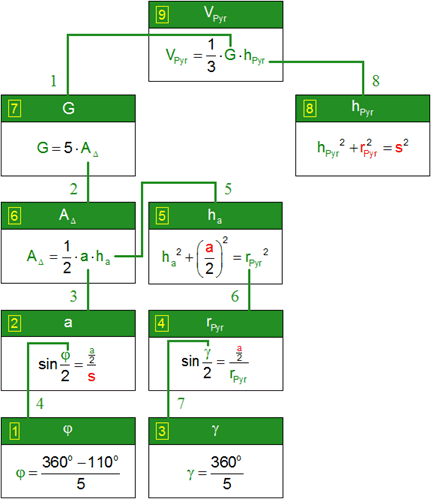 9 V_Pyr
V_Pyr = 1/3 · G · h_Pyr
1
8
7 G
G = 5 · A_Δ
8 h_Pyr
h_Pyr² + r_Pyr² = s²
2
5
6 A_Δ
A_Δ = 1/2 · a · h_a
5 h_a
h_a² + (a/2)² = r_Pyr²
3
6
2 a
sin φ/2 = (a/2)/s
4 r_Pyr
sin γ/2 = (a/2)/r_Pyr
4
7
1 φ
φ = (360° − 110°)/5
3 γ
γ = 360°/5